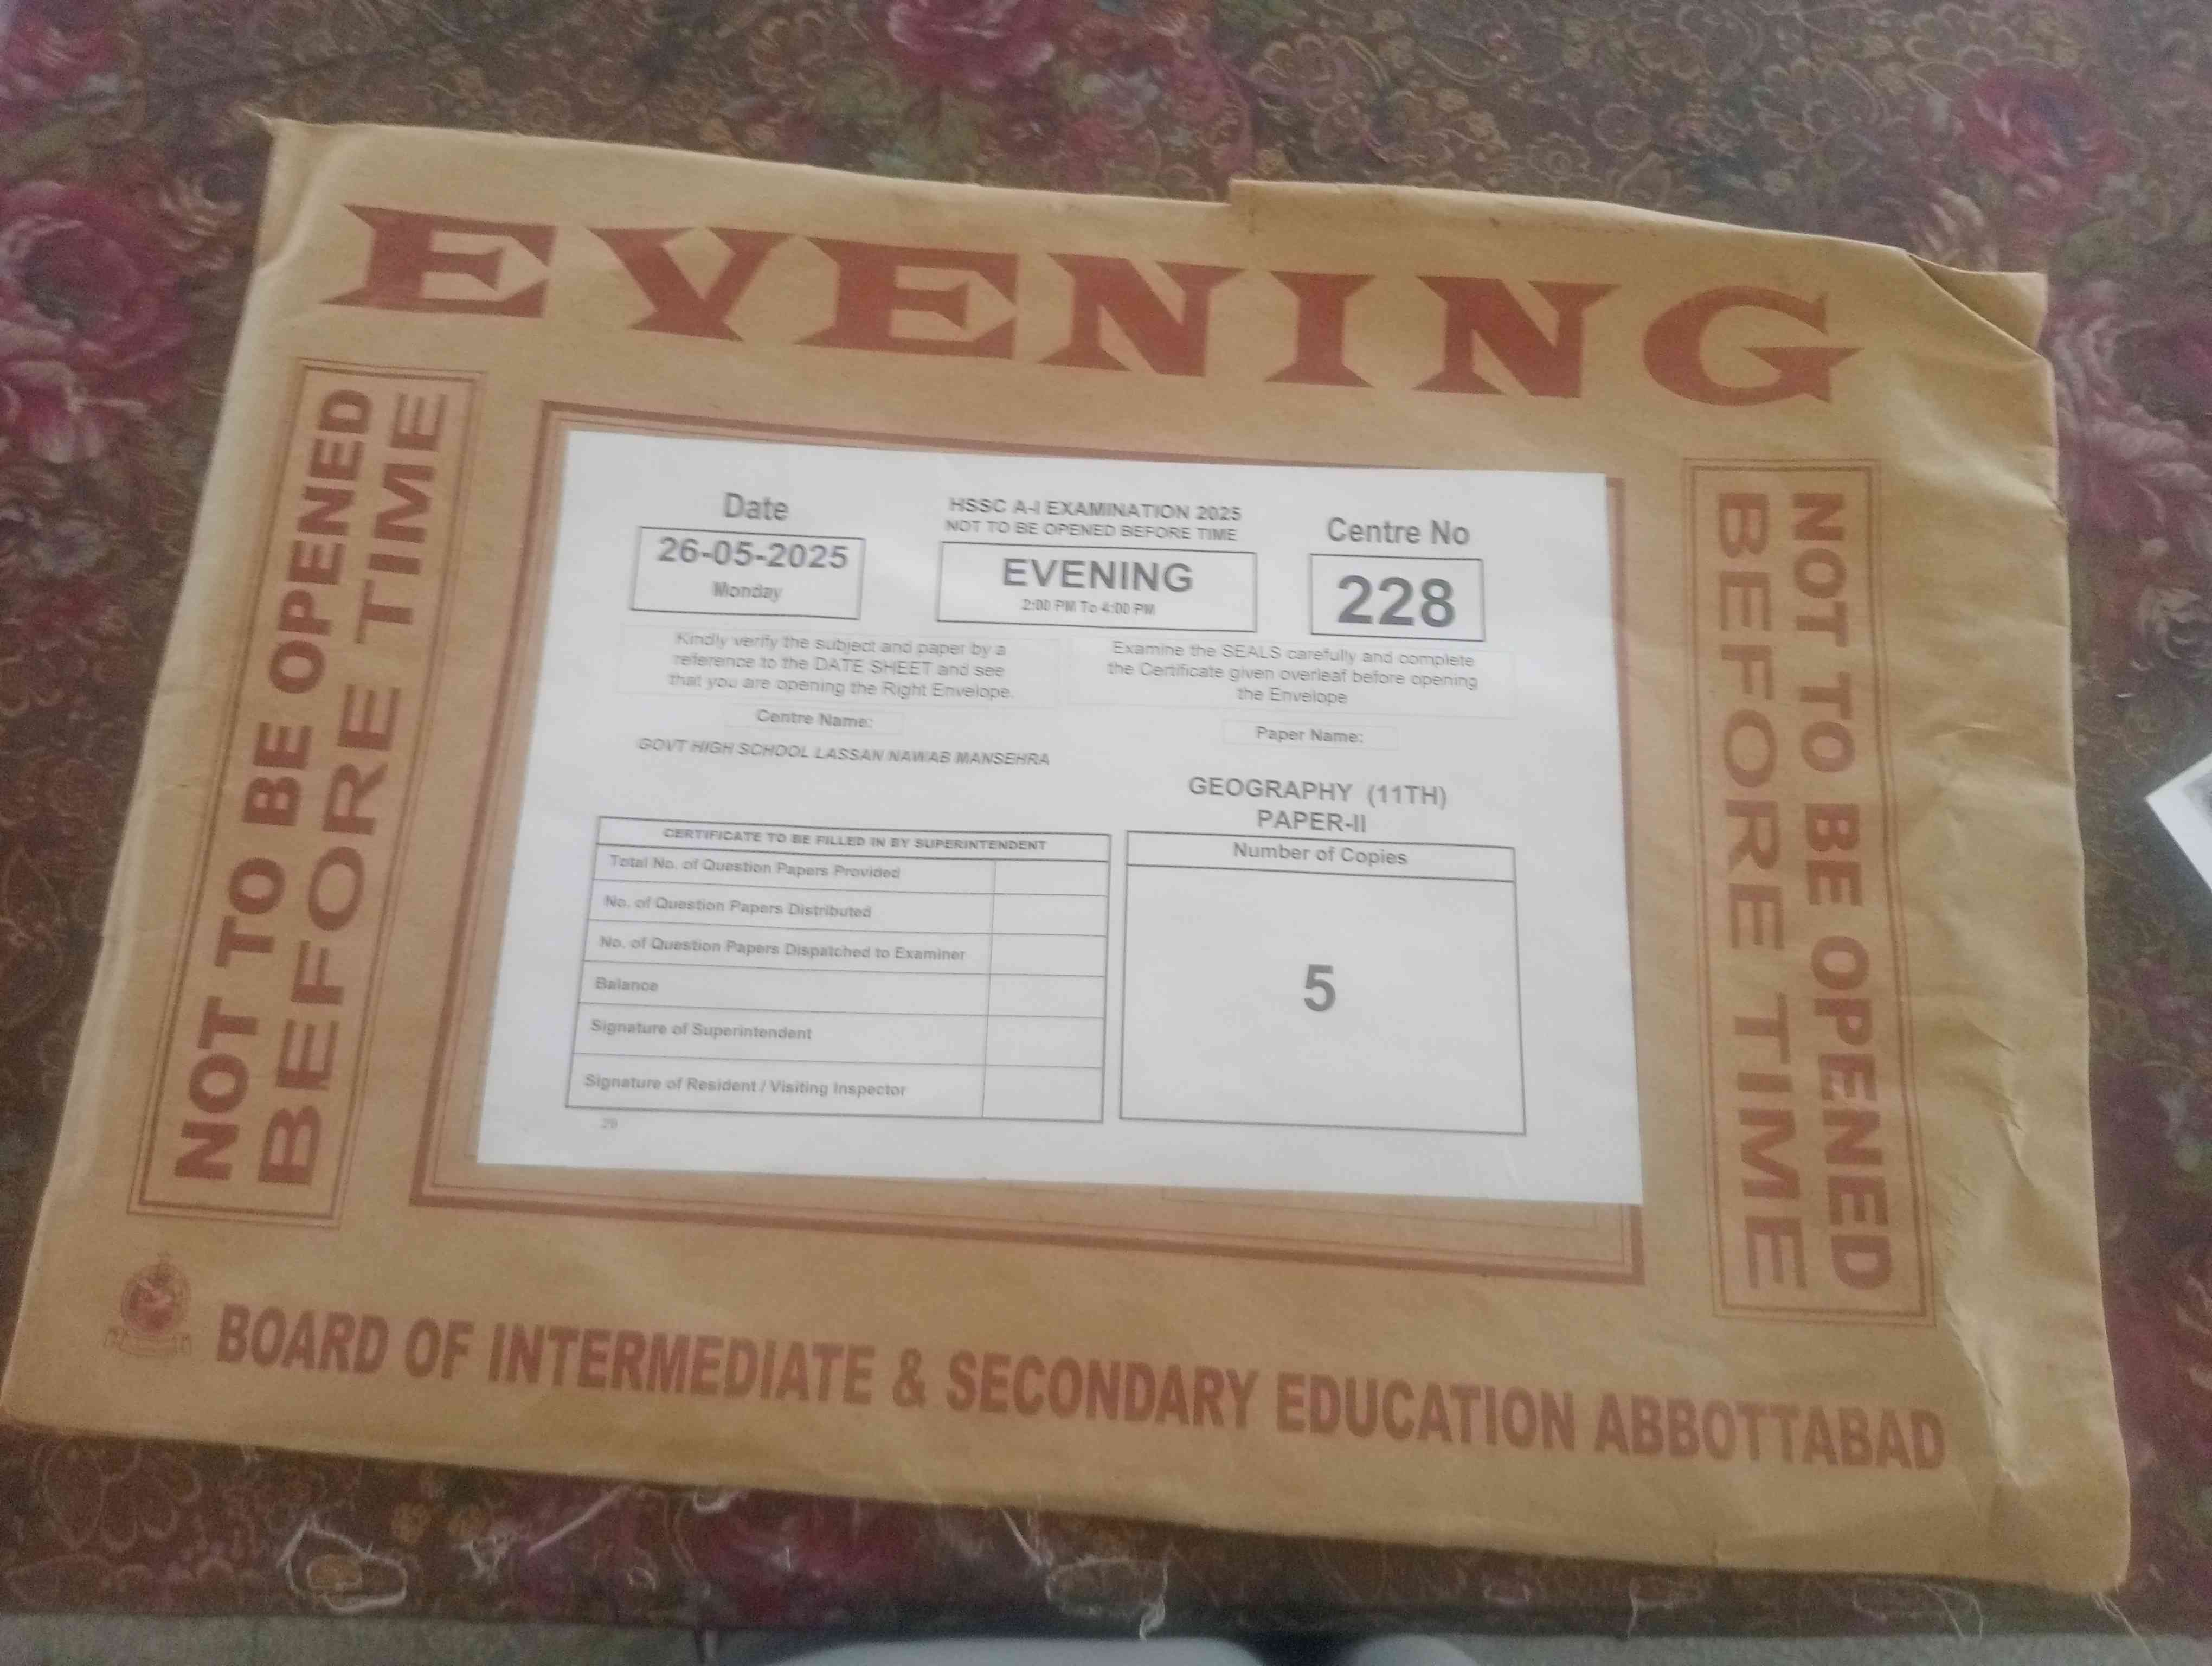 EVENING
NOT TO BE OPENED
BEFORE TIME
Date
26-05-2025
Monday
HSSC A-I EXAMINATION 2025
NOT TO BE OPENED BEFORE TIME
EVENING
2:00 PM To 4:00 PM
Centre No
228
Kindly verify the subject and paper by a
reference to the DATE SHEET and see
that you are opening the Right Envelope.
Examine the SEALS carefully and complete
the Certificate given overleaf before opening
the Envelope
Centre Name:
GOVT HIGH SCHOOL LASSAN NAWAB MANSEHRA
Paper Name:
GEOGRAPHY (11TH)
PAPER-II
CERTIFICATE TO BE FILLED IN BY SUPERINTENDENT
Total No. of Question Papers Provided
No. of Question Papers Distributed
No. of Question Papers Dispatched to Examiner
Balance
Signature of Superintendent
Signature of Resident / Visiting Inspector
Number of Copies
5
NOT TO BE OPENED
BEFORE TIME
BOARD OF INTERMEDIATE & SECONDARY EDUCATION ABBOTTABAD